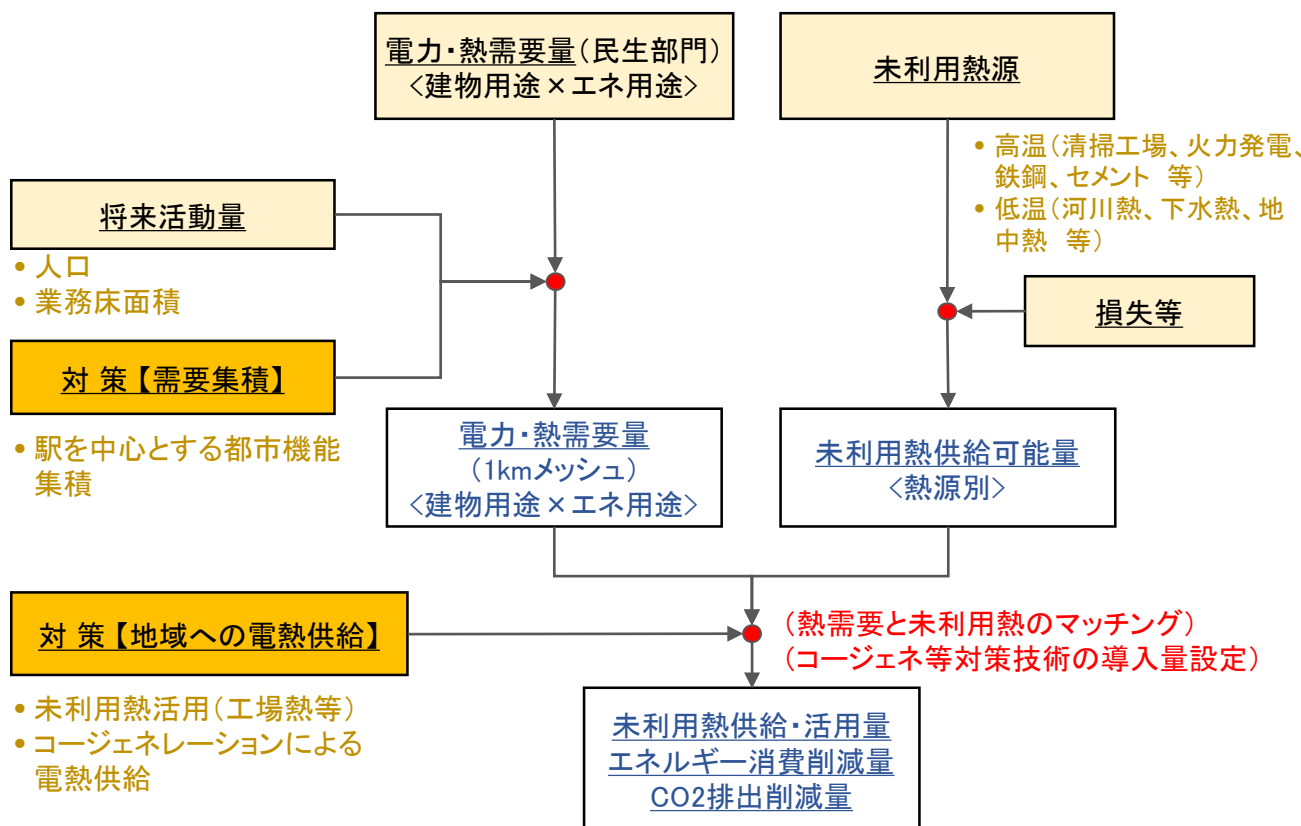 電力・熱需要量(民生部門)
<建物用途×エネ用途>
未利用熱源
• 高温(清掃工場、火力発電、
鉄鋼、セメント 等)
• 低温(河川熱、下水熱、地
中熱 等)
将来活動量
• 人口
• 業務床面積
損失等
対 策【需要集積】
• 駅を中心とする都市機能
集積
電力・熱需要量
(1kmメッシュ)
<建物用途×エネ用途>
未利用熱供給可能量
<熱源別>
対 策【地域への電熱供給】
(熱需要と未利用熱のマッチング)
(コージェネ等対策技術の導入量設定)
• 未利用熱活用(工場熱等)
• コージェネレーションによる
電熱供給
未利用熱供給・活用量
エネルギー消費削減量
CO2排出削減量